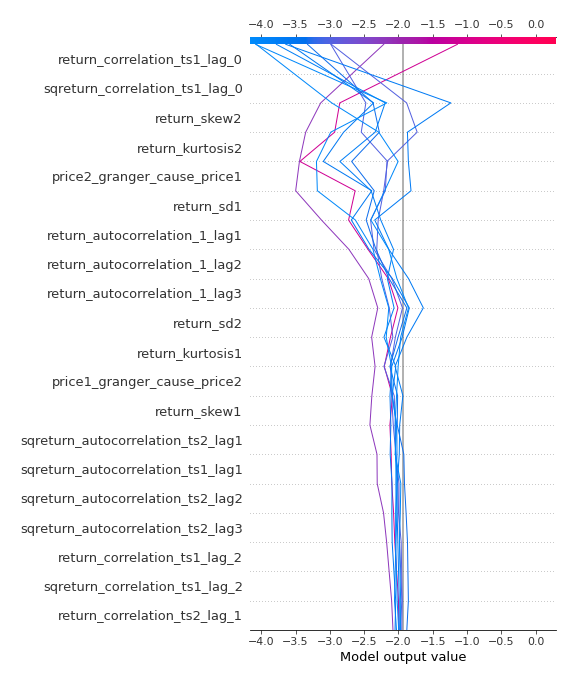 −4.0 −3.5 −3.0 −2.5 −2.0 −1.5 −1.0 −0.5 0.0
return_correlation_ts1_lag_0
sqreturn_correlation_ts1_lag_0
return_skew2
return_kurtosis2
price2_granger_cause_price1
return_sd1
return_autocorrelation_1_lag1
return_autocorrelation_1_lag2
return_autocorrelation_1_lag3
return_sd2
return_kurtosis1
price1_granger_cause_price2
return_skew1
sqreturn_autocorrelation_ts2_lag1
sqreturn_autocorrelation_ts1_lag1
sqreturn_autocorrelation_ts2_lag2
sqreturn_autocorrelation_ts2_lag3
return_correlation_ts1_lag_2
sqreturn_correlation_ts1_lag_2
return_correlation_ts2_lag_1
−4.0 −3.5 −3.0 −2.5 −2.0 −1.5 −1.0 −0.5 0.0
Model output value